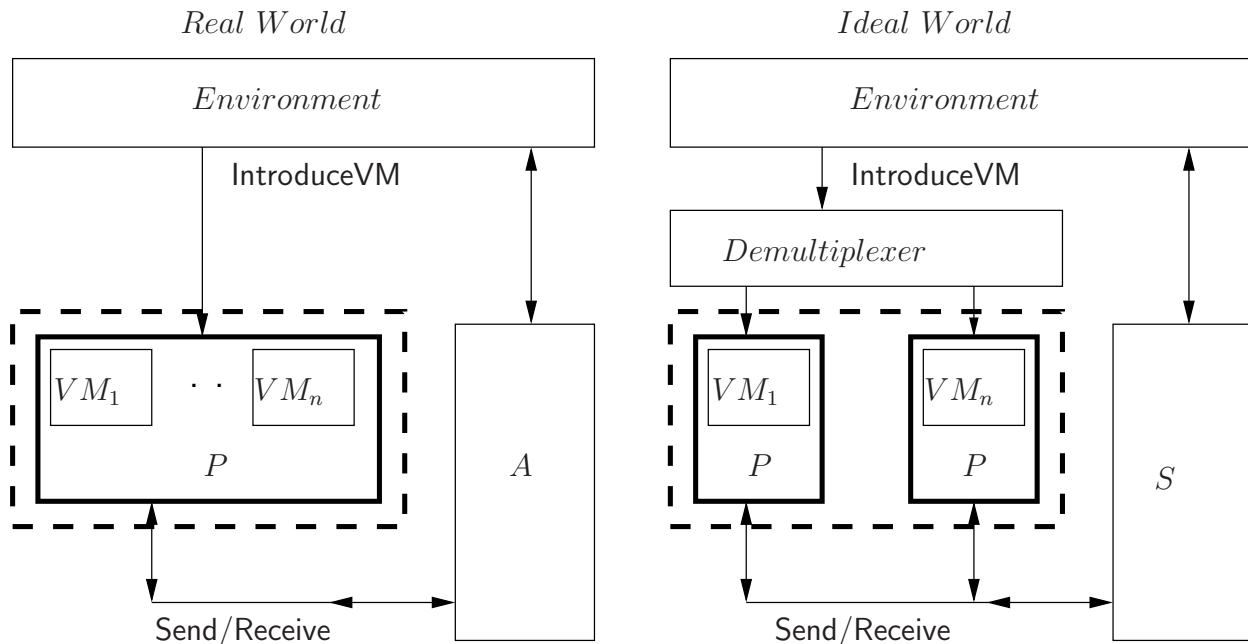 Real World
Environment
IntroduceVM
VM₁ . . VMₙ
P
A
Send/Receive
Ideal World
Environment
IntroduceVM
Demultiplexer
VM₁ VMₙ
P P
S
Send/Receive